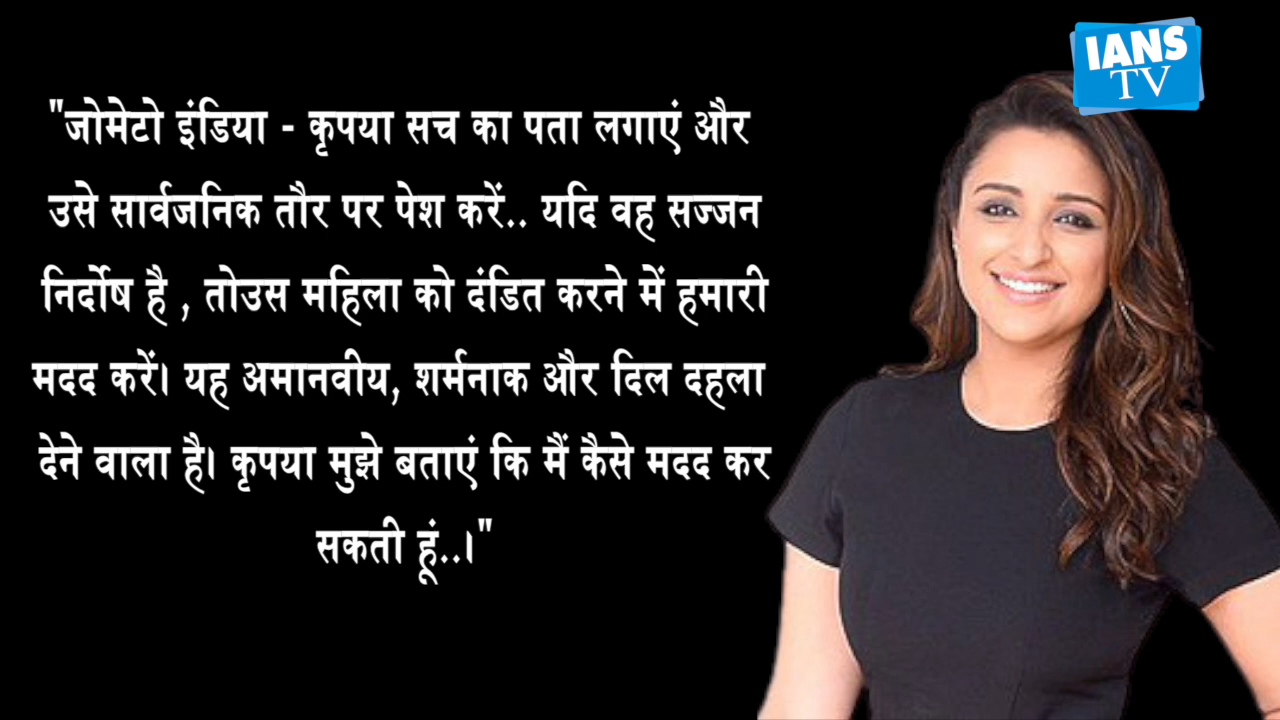 IANS
TV
"जोमेटो इंडिया - कृपया सच का पता लगाएं और
उसे सार्वजनिक तौर पर पेश करें.. यदि वह सज्जन
निर्दोष है , तोउस महिला को दंडित करने में हमारी
मदद करें। यह अमानवीय, शर्मनाक और दिल दहला
देने वाला है। कृपया मुझे बताएं कि मैं कैसे मदद कर
सकती हूं..।"